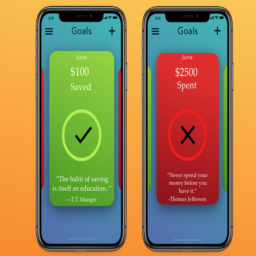 Goals
June
$100
Saved
"The habit of saving
is itself an education.."
--T.T. Munger
Goals
June
$2500
Spent
"Never spend your
money before you
have it."
-Thomas Jefferson